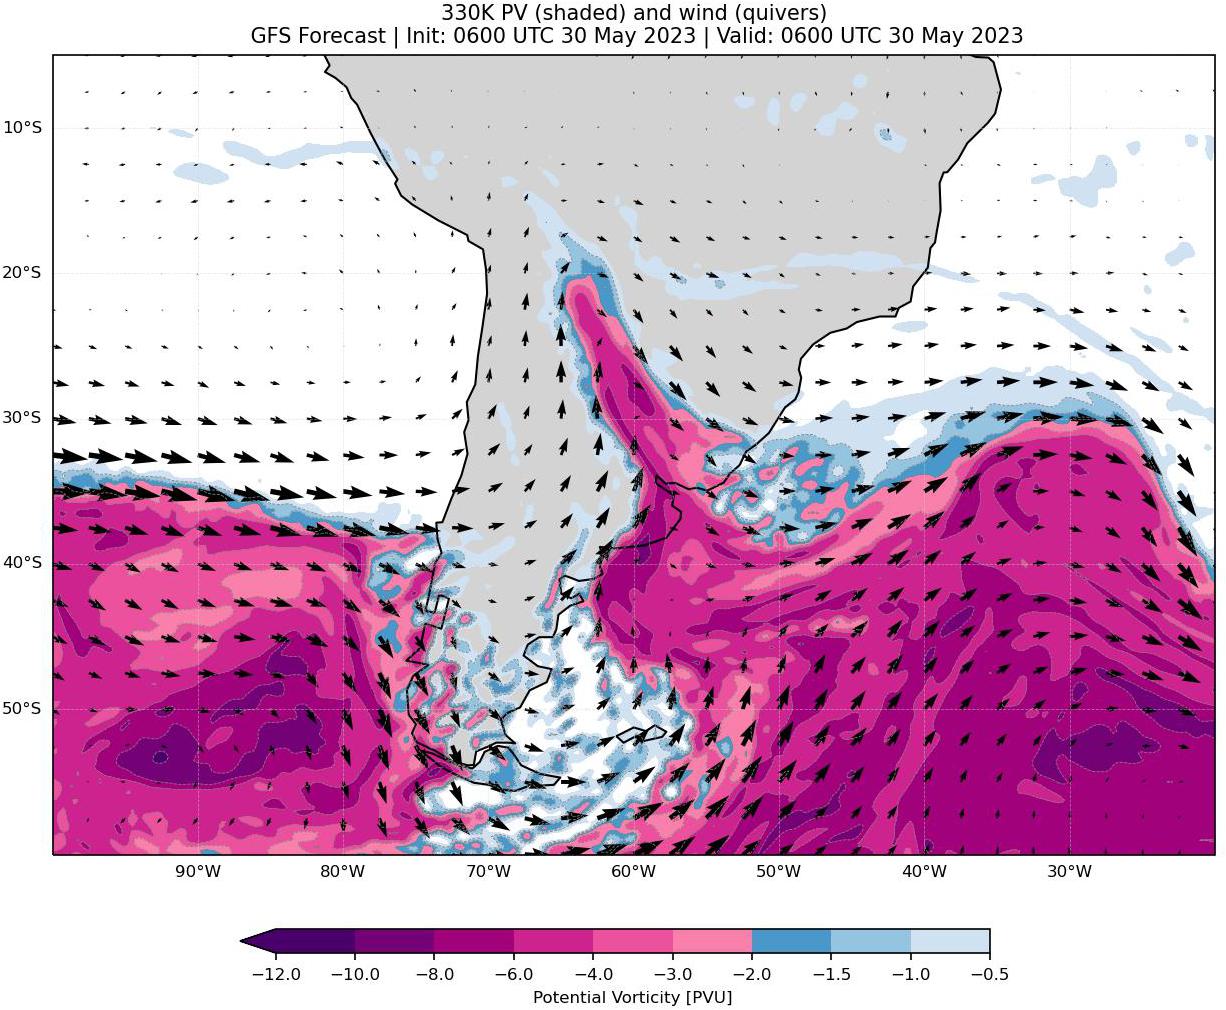 330K PV (shaded) and wind (quivers)
GFS Forecast | Init: 0600 UTC 30 May 2023 | Valid: 0600 UTC 30 May 2023
10°S
20°S
30°S
40°S
50°S
90°W 80°W 70°W 60°W 50°W 40°W 30°W
−12.0 −10.0 −8.0 −6.0 −4.0 −3.0 −2.0 −1.5 −1.0 −0.5
Potential Vorticity [PVU]